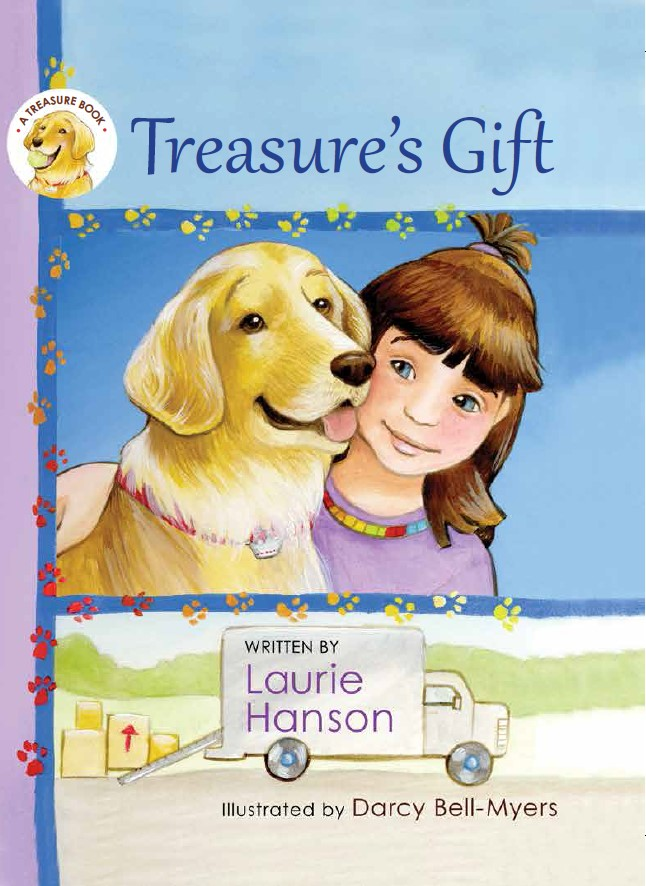 • A TREASURE BOOK •
Treasure's Gift
WRITTEN BY
Laurie
Hanson
Illustrated by Darcy Bell-Myers